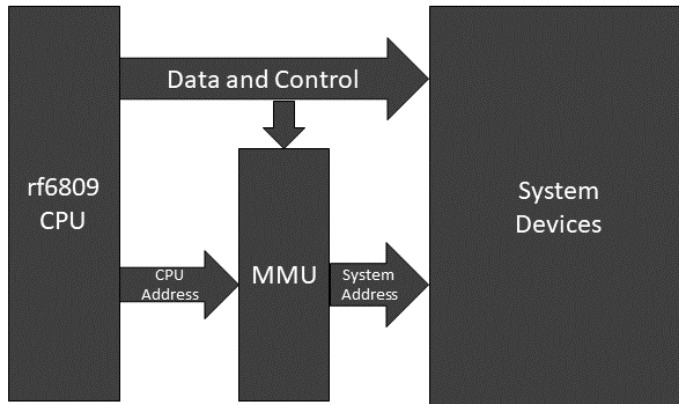 Data and Control
rf6809
CPU
System
Devices
CPU
Address
MMU
System
Address